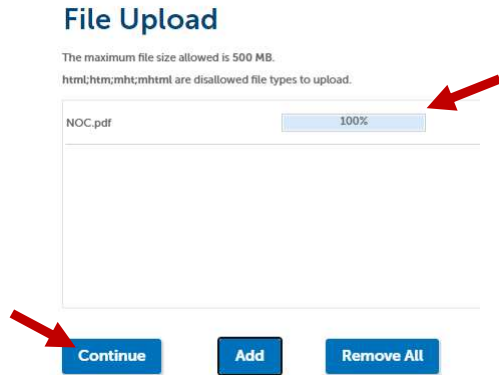 File Upload
The maximum file size allowed is 500 MB.
html;htm;mht;mhtml are disallowed file types to upload.
NOC.pdf 100%
Continue Add Remove All